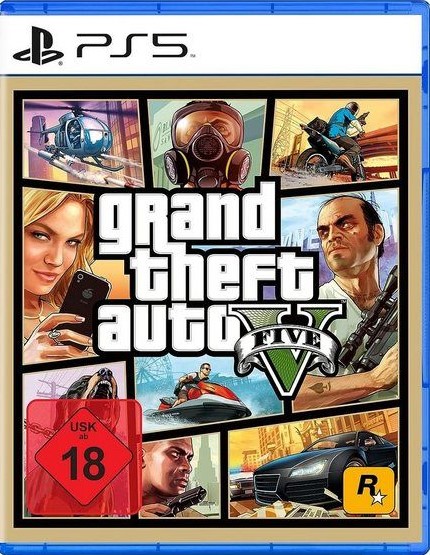 PS5
grand
theft
auto
V
FIVE
USK
ab
18
R